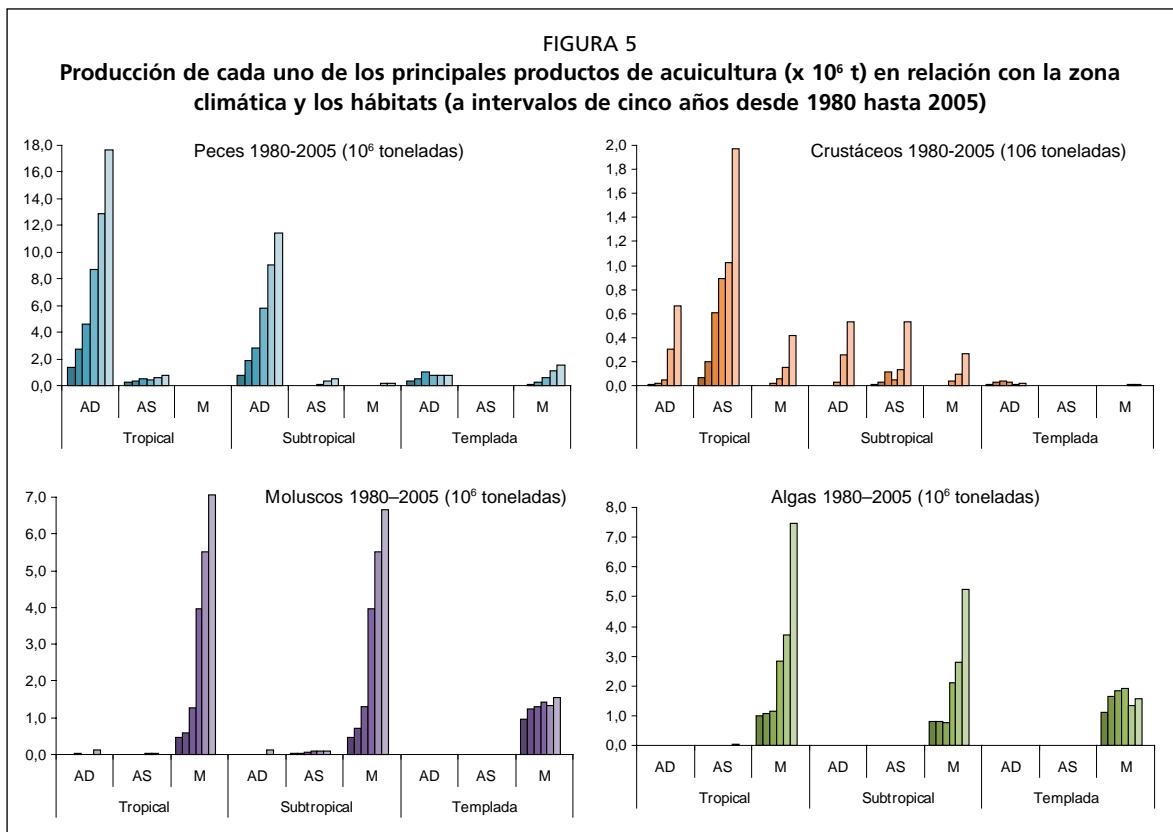 FIGURA 5
Producción de cada uno de los principales productos de acuicultura (x 10⁶ t) en relación con la zona
climática y los hábitats (a intervalos de cinco años desde 1980 hasta 2005)
Peces 1980-2005 (10⁶ toneladas)
18,0
16,0
14,0
12,0
10,0
8,0
6,0
4,0
2,0
0,0
AD AS M AD AS M AD AS M
Tropical Subtropical Templada
Crustáceos 1980-2005 (106 toneladas)
2,0
1,8
1,6
1,4
2,2
1,0
0,8
0,6
0,4
0,2
0,0
AD AS M AD AS M AD AS M
Tropical Subtropical Templada
Moluscos 1980–2005 (10⁶ toneladas)
7,0
6,0
5,0
4,0
3,0
2,0
1,0
0,0
AD AS M AD AS M AD AS M
Tropical Subtropical Templada
Algas 1980–2005 (10⁶ toneladas)
8,0
7,0
6,0
5,0
4,0
3,0
2,0
1,0
0,0
AD AS M AD AS M AD AS M
Tropical Subtropical Templada